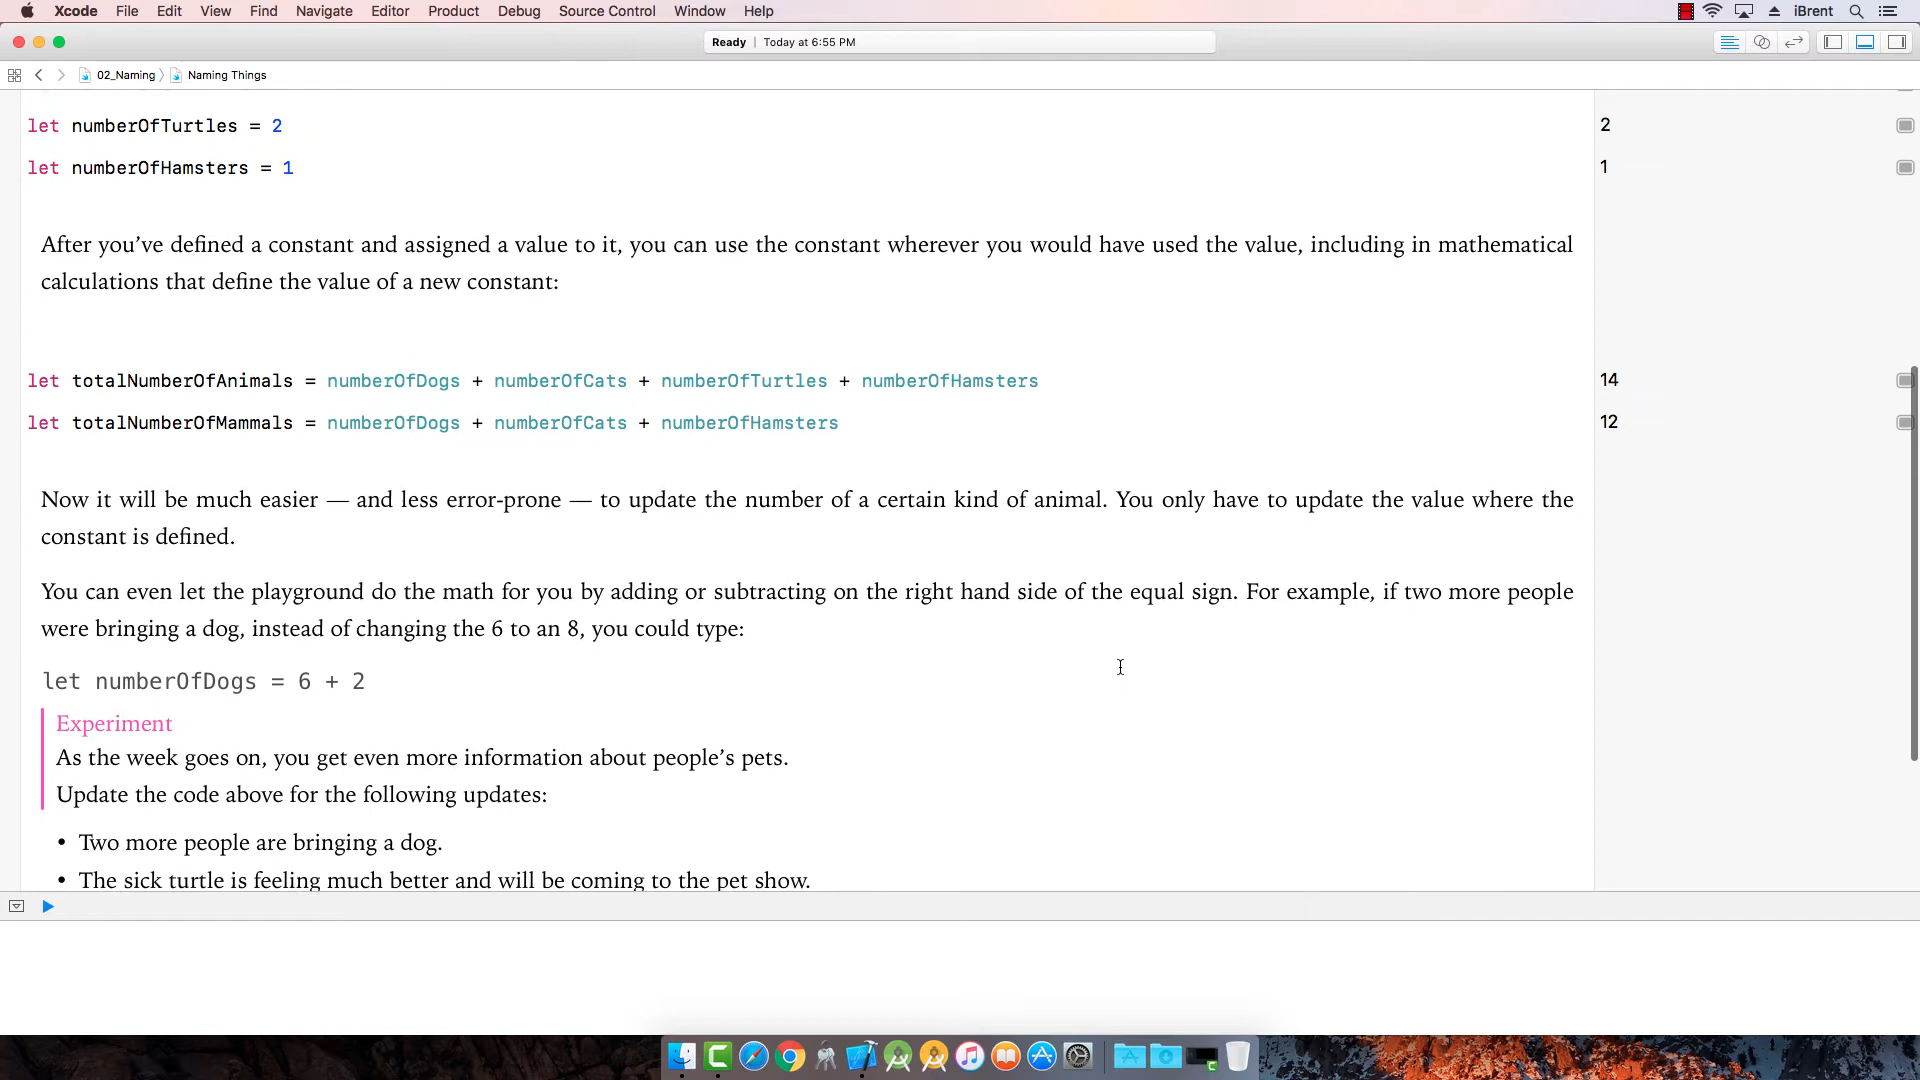 Xcode File Edit View Find Navigate Editor Product Debug Source Control Window Help iBrent
Ready | Today at 6:55 PM
02_Naming Naming Things
let numberOfTurtles = 2 2
let numberOfHamsters = 1 1
After you’ve defined a constant and assigned a value to it, you can use the constant wherever you would have used the value, including in mathematical
calculations that define the value of a new constant:
let totalNumberOfAnimals = numberOfDogs + numberOfCats + numberOfTurtles + numberOfHamsters 14
let totalNumberOfMammals = numberOfDogs + numberOfCats + numberOfHamsters 12
Now it will be much easier — and less error-prone — to update the number of a certain kind of animal. You only have to update the value where the
constant is defined.
You can even let the playground do the math for you by adding or subtracting on the right hand side of the equal sign. For example, if two more people
were bringing a dog, instead of changing the 6 to an 8, you could type:
let numberOfDogs = 6 + 2
Experiment
As the week goes on, you get even more information about people’s pets.
Update the code above for the following updates:
• Two more people are bringing a dog.
• The sick turtle is feeling much better and will be coming to the pet show.